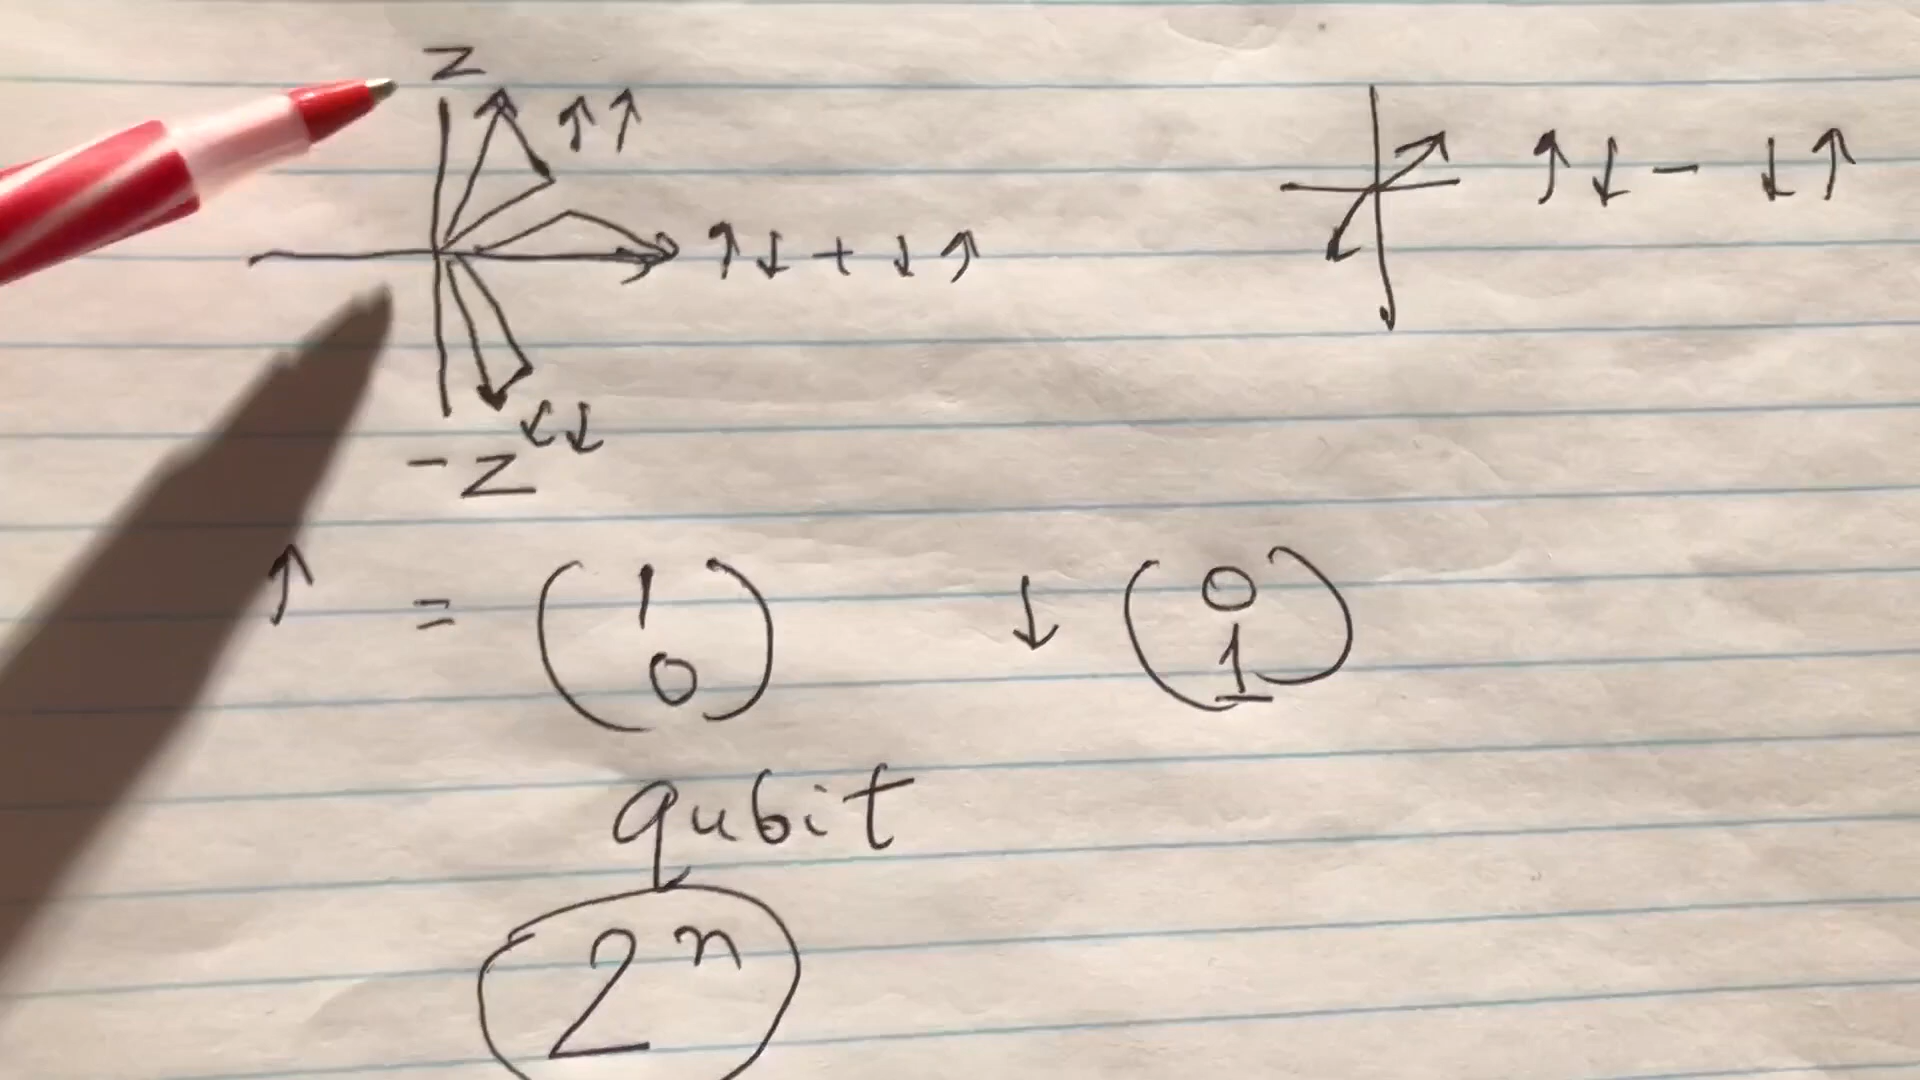 z
↑↑
↑↓ + ↓↑
↓↓
-z
↑↓ - ↓↑
↑ = (1 0) ↓ (0 1)
qubit
2ⁿ